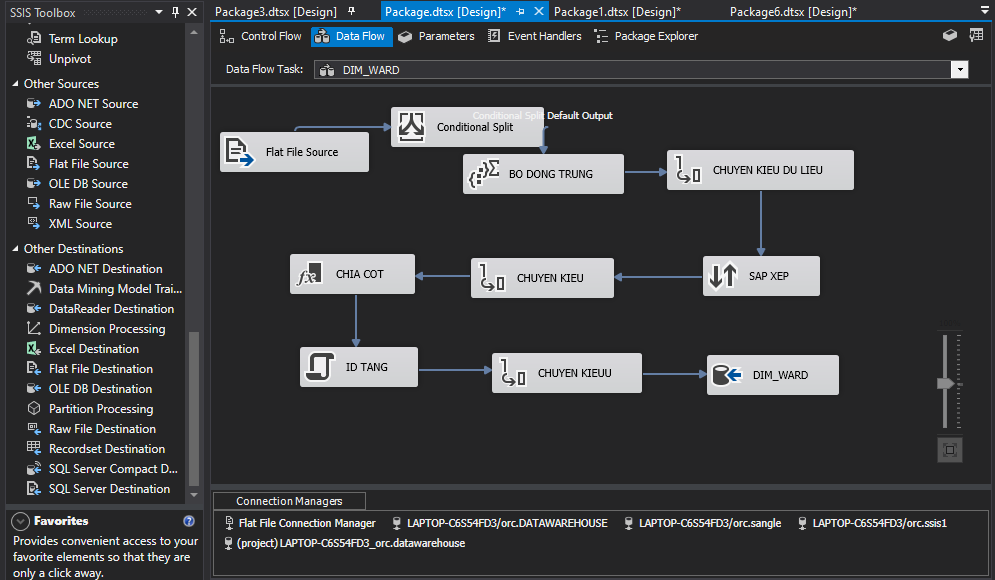 SSIS Toolbox
Term Lookup
Unpivot
Other Sources
ADO NET Source
CDC Source
Excel Source
Flat File Source
OLE DB Source
Raw File Source
XML Source
Other Destinations
ADO NET Destination
Data Mining Model Trai...
DataReader Destination
Dimension Processing
Excel Destination
Flat File Destination
OLE DB Destination
Partition Processing
Raw File Destination
Recordset Destination
SQL Server Compact D...
SQL Server Destination
Favorites
Provides convenient access to your
favorite elements so that they are
only a click away.
Package3.dtsx [Design] Package.dtsx [Design]* Package1.dtsx [Design]* Package6.dtsx [Design]*
Control Flow Data Flow Parameters Event Handlers Package Explorer
Data Flow Task: DIM_WARD
Conditional Split Default Output
Conditional Split
Flat File Source
BO DONG TRUNG
CHUYEN KIEU DU LIEU
CHIA COT
CHUYEN KIEU
SAP XEP
ID TANG
CHUYEN KIEUU
DIM_WARD
Connection Managers
Flat File Connection Manager LAPTOP-C6S54FD3/orc.DATAWAREHOUSE LAPTOP-C6S54FD3/orc.sangle LAPTOP-C6S54FD3/orc.ssis1
(project) LAPTOP-C6S54FD3_orc.datawarehouse